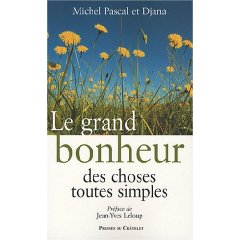 Michel Pascal et Djana
Le grand
bonheur
des choses
toutes simples
Préface de
Jean-Yves Leloup
Presses du Châtelet